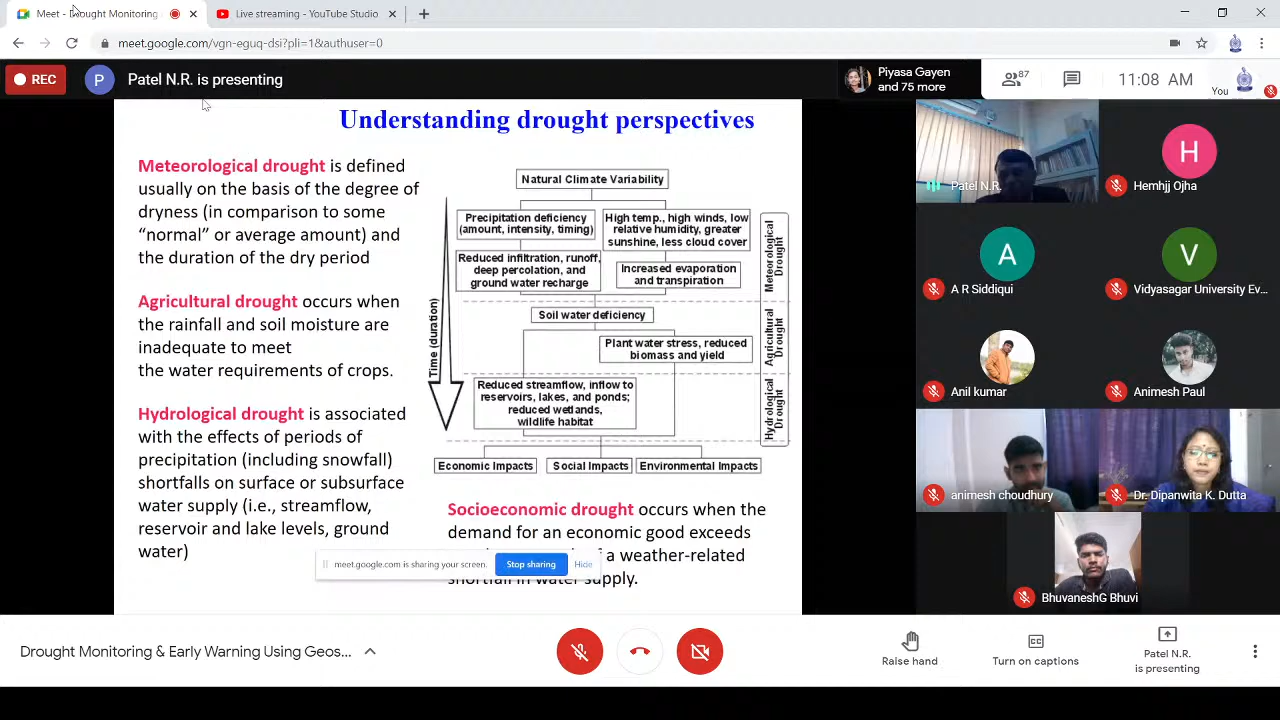 Meet - Drought Monitoring
Live streaming - YouTube Studio
meet.google.com/vgn-eguq-dsi?pli=1&authuser=0
REC
P
Patel N.R. is presenting
Piyasa Gayen
and 75 more
87
11:08 AM
You
Understanding drought perspectives
Meteorological drought is defined
usually on the basis of the degree of
dryness (in comparison to some
“normal” or average amount) and
the duration of the dry period
Agricultural drought occurs when
the rainfall and soil moisture are
inadequate to meet
the water requirements of crops.
Hydrological drought is associated
with the effects of periods of
precipitation (including snowfall)
shortfalls on surface or subsurface
water supply (i.e., streamflow,
reservoir and lake levels, ground
water)
Natural Climate Variability
Precipitation deficiency
(amount, intensity, timing)
High temp., high winds, low
relative humidity, greater
sunshine, less cloud cover
Reduced infiltration, runoff,
deep percolation, and
ground water recharge
Increased evaporation
and transpiration
Meteorological
Drought
Time (duration)
Soil water deficiency
Plant water stress, reduced
biomass and yield
Agricultural
Drought
Reduced streamflow, inflow to
reservoirs, lakes, and ponds;
reduced wetlands,
wildlife habitat
Hydrological
Drought
Economic Impacts
Social Impacts
Environmental Impacts
Socioeconomic drought occurs when the
demand for an economic good exceeds
a weather-related
shortfall in water supply.
meet.google.com is sharing your screen.
Stop sharing
Hide
Patel N.R.
H
Hemhjj Ojha
A
A R Siddiqui
V
Vidyasagar University Ev...
Anil kumar
Animesh Paul
animesh choudhury
Dr. Dipanwita K. Dutta
BhuvaneshG Bhuvi
Drought Monitoring & Early Warning Using Geos...
Raise hand
Turn on captions
Patel N.R.
is presenting